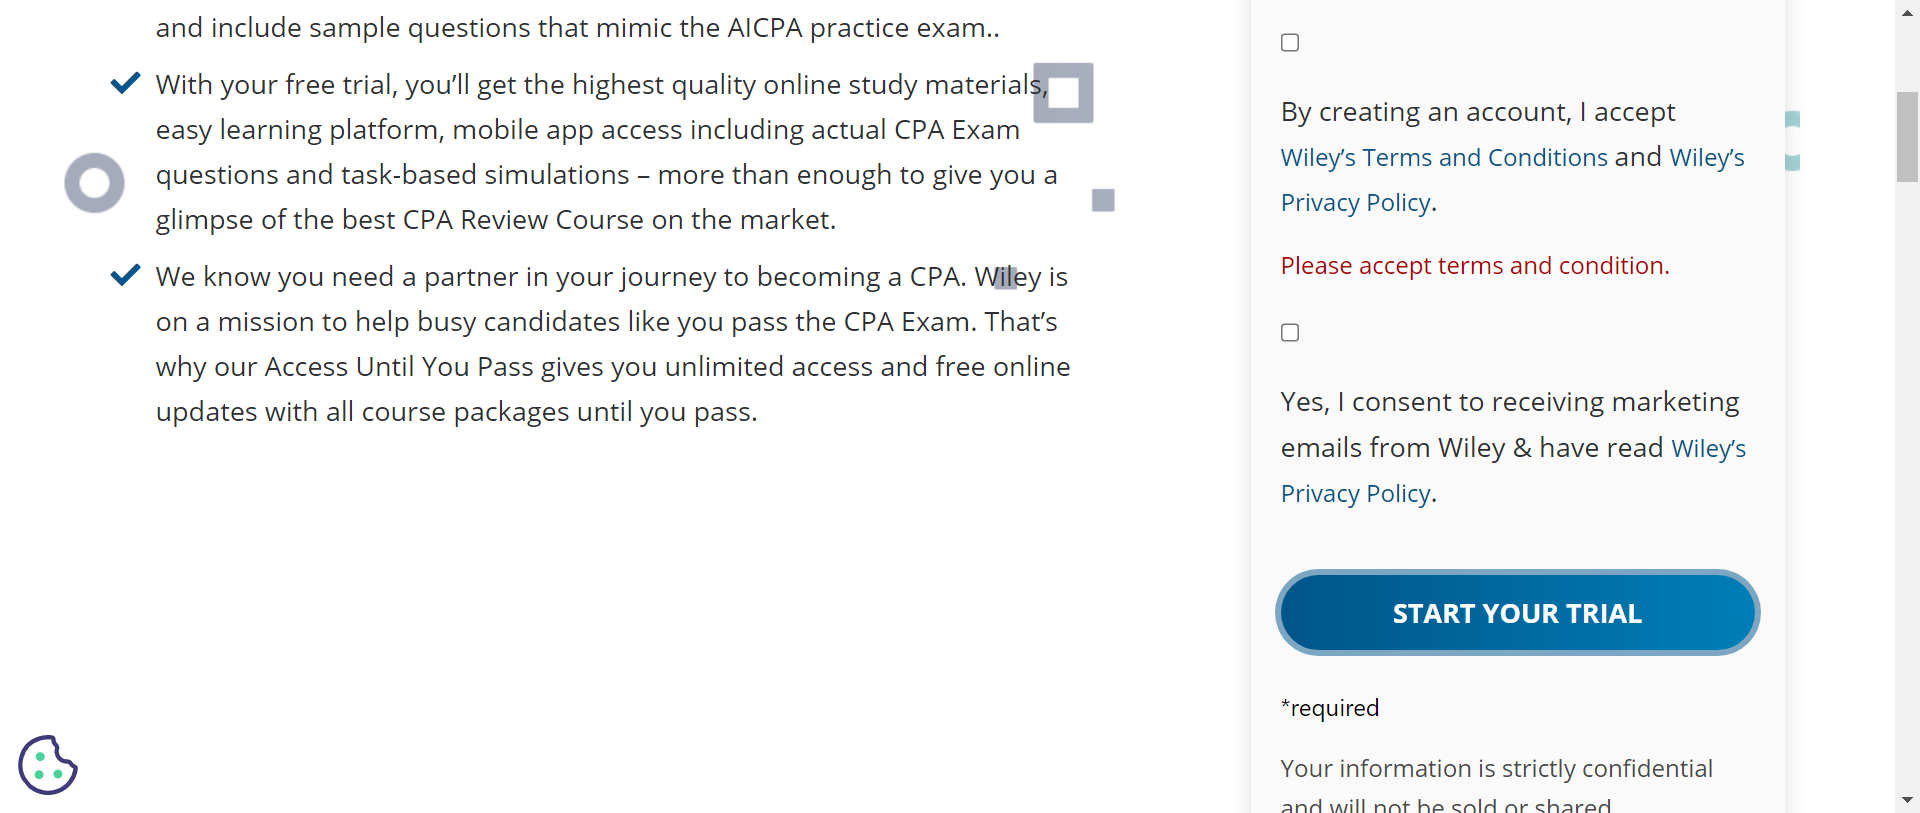 and include sample questions that mimic the AICPA practice exam..
With your free trial, you’ll get the highest quality online study materials,
easy learning platform, mobile app access including actual CPA Exam
questions and task-based simulations – more than enough to give you a
glimpse of the best CPA Review Course on the market.
We know you need a partner in your journey to becoming a CPA. Wiley is
on a mission to help busy candidates like you pass the CPA Exam. That’s
why our Access Until You Pass gives you unlimited access and free online
updates with all course packages until you pass.
By creating an account, I accept
Wiley’s Terms and Conditions and Wiley’s
Privacy Policy.
Please accept terms and condition.
Yes, I consent to receiving marketing
emails from Wiley & have read Wiley’s
Privacy Policy.
START YOUR TRIAL
*required
Your information is strictly confidential
and will not be sold or shared